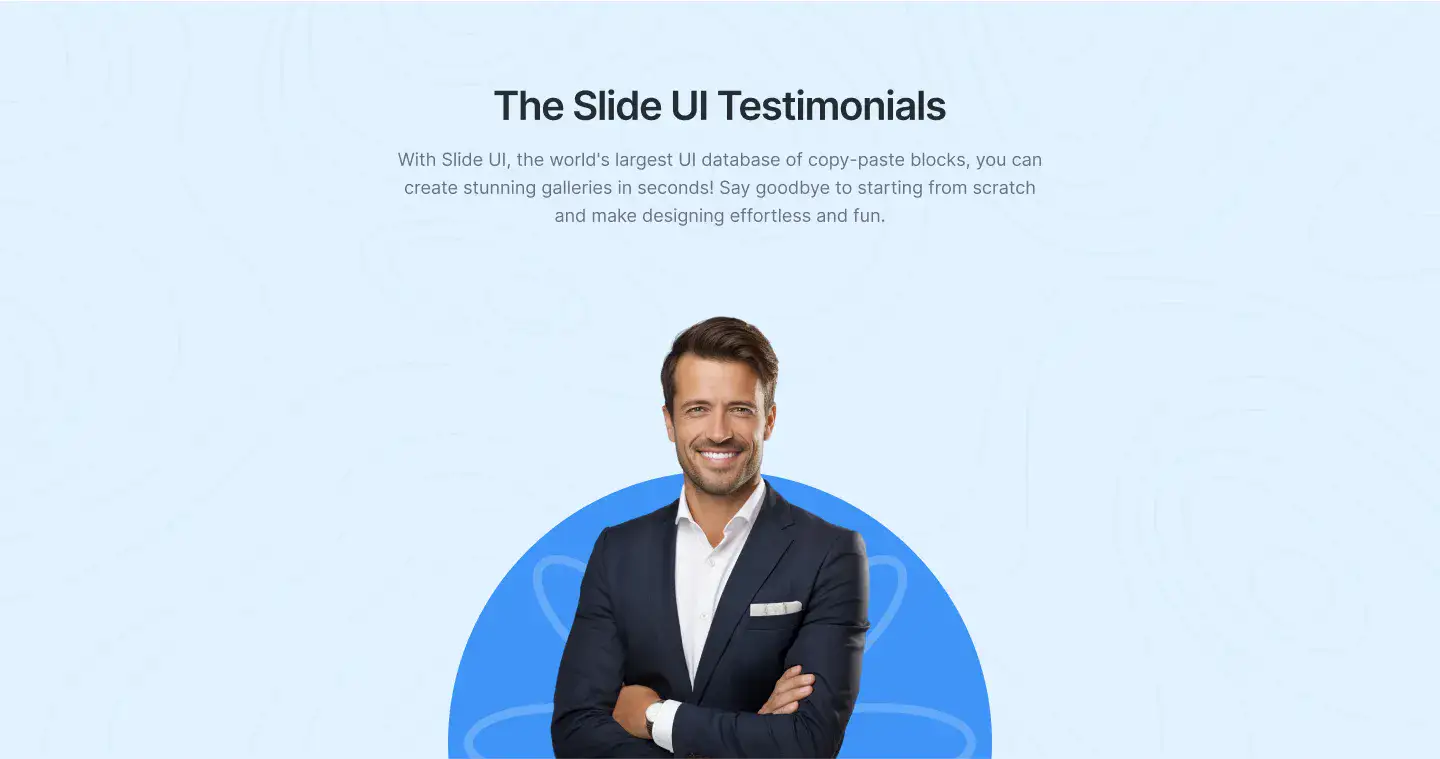 The Slide UI Testimonials
With Slide UI, the world's largest UI database of copy-paste blocks, you can
create stunning galleries in seconds! Say goodbye to starting from scratch
and make designing effortless and fun.